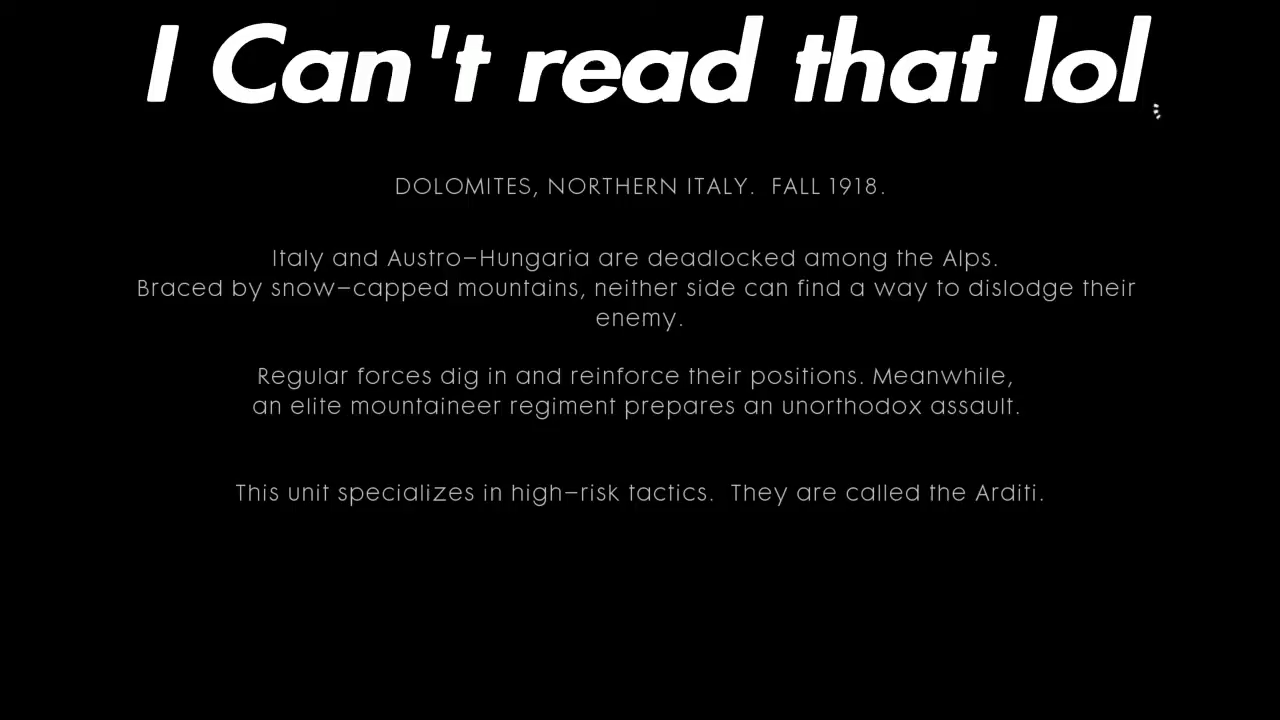 I Can't read that lol
DOLOMITES, NORTHERN ITALY. FALL 1918.
Italy and Austro-Hungaria are deadlocked among the Alps.
Braced by snow-capped mountains, neither side can find a way to dislodge their
enemy.
Regular forces dig in and reinforce their positions. Meanwhile,
an elite mountaineer regiment prepares an unorthodox assault.
This unit specializes in high-risk tactics. They are called the Arditi.